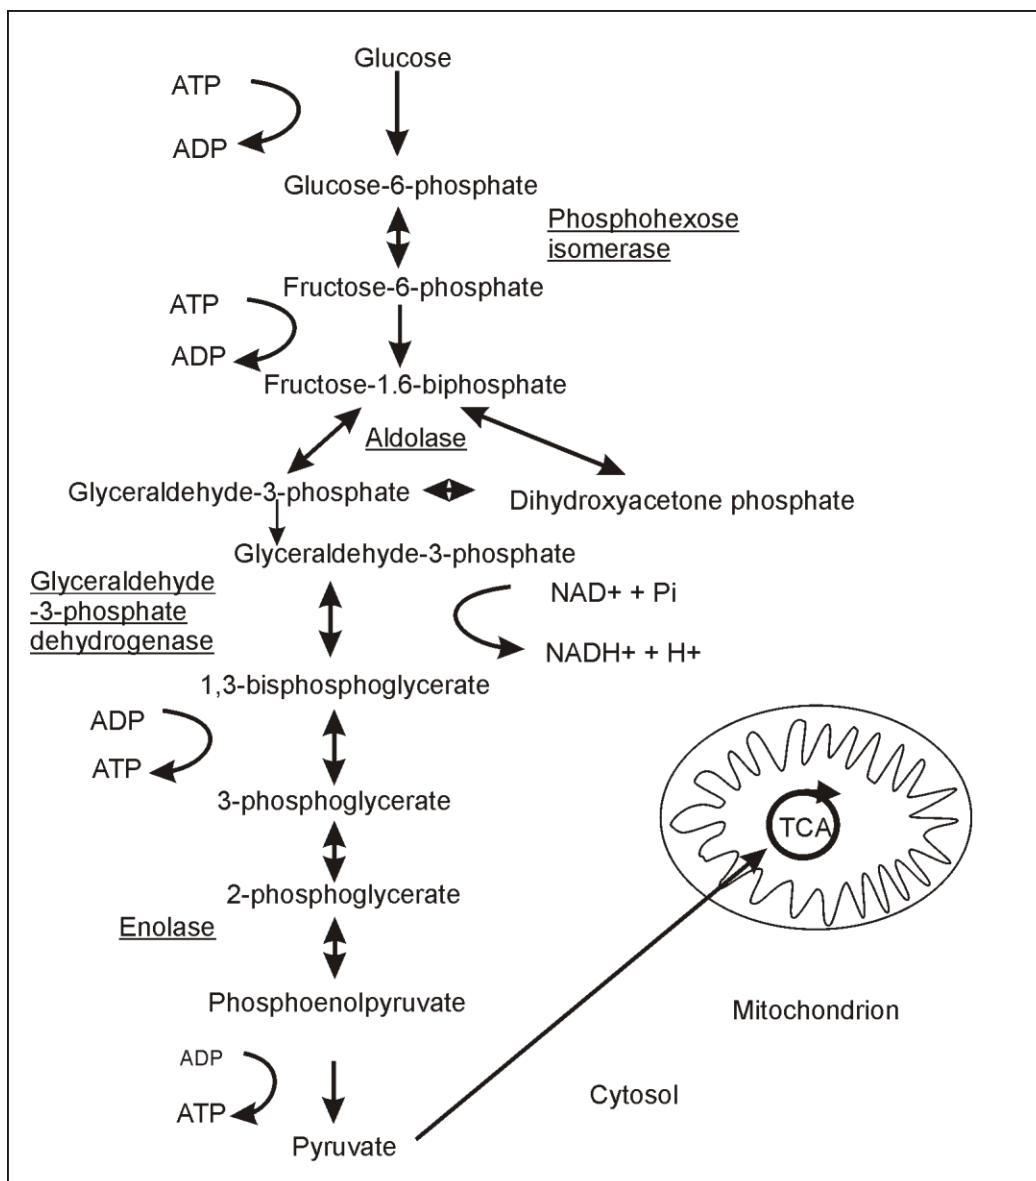 Glucose
ATP
ADP
Glucose-6-phosphate
Phosphohexose
isomerase
Fructose-6-phosphate
ATP
ADP
Fructose-1.6-biphosphate
Aldolase
Glyceraldehyde-3-phosphate
Dihydroxyacetone phosphate
Glyceraldehyde-3-phosphate
Glyceraldehyde
-3-phosphate
dehydrogenase
NAD+ + Pi
NADH+ + H+
1,3-bisphosphoglycerate
ADP
ATP
3-phosphoglycerate
TCA
2-phosphoglycerate
Enolase
Phosphoenolpyruvate
Mitochondrion
ADP
ATP
Cytosol
Pyruvate